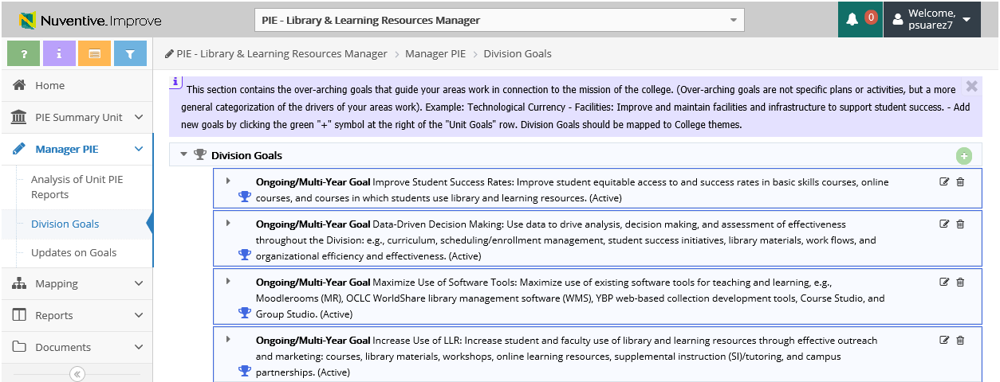 Nuventive.Improve
PIE - Library & Learning Resources Manager
0
Welcome,
psuarez7
?
i
PIE - Library & Learning Resources Manager > Manager PIE > Division Goals
Home
PIE Summary Unit
Manager PIE
Analysis of Unit PIE
Reports
Division Goals
Updates on Goals
Mapping
Reports
Documents
i
This section contains the over-arching goals that guide your areas work in connection to the mission of the college. (Over-arching goals are not specific plans or activities, but a more
general categorization of the drivers of your areas work). Example: Technological Currency - Facilities: Improve and maintain facilities and infrastructure to support student success. - Add
new goals by clicking the green "+" symbol at the right of the "Unit Goals" row. Division Goals should be mapped to College themes.
Division Goals
Ongoing/Multi-Year Goal Improve Student Success Rates: Improve student equitable access to and success rates in basic skills courses, online
courses, and courses in which students use library and learning resources. (Active)
Ongoing/Multi-Year Goal Data-Driven Decision Making: Use data to drive analysis, decision making, and assessment of effectiveness
throughout the Division: e.g., curriculum, scheduling/enrollment management, student success initiatives, library materials, work flows, and
organizational efficiency and effectiveness. (Active)
Ongoing/Multi-Year Goal Maximize Use of Software Tools: Maximize use of existing software tools for teaching and learning, e.g.,
Moodlerooms (MR), OCLC WorldShare library management software (WMS), YBP web-based collection development tools, Course Studio, and
Group Studio. (Active)
Ongoing/Multi-Year Goal Increase Use of LLR: Increase student and faculty use of library and learning resources through effective outreach
and marketing: courses, library materials, workshops, online learning resources, supplemental instruction (SI)/tutoring, and campus
partnerships. (Active)